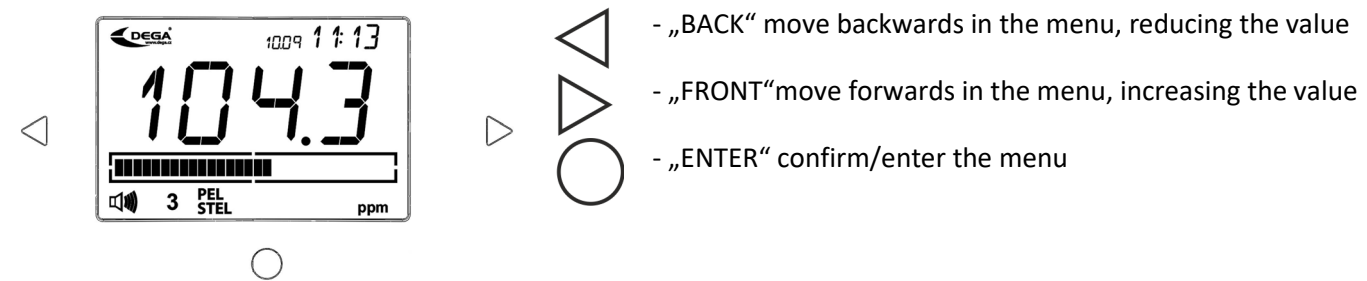 DEGA
www.dega.cz
10.09 11:13
104.3
3 PEL
STEL
ppm
- „BACK“ move backwards in the menu, reducing the value
- „FRONT“move forwards in the menu, increasing the value
- „ENTER“ confirm/enter the menu